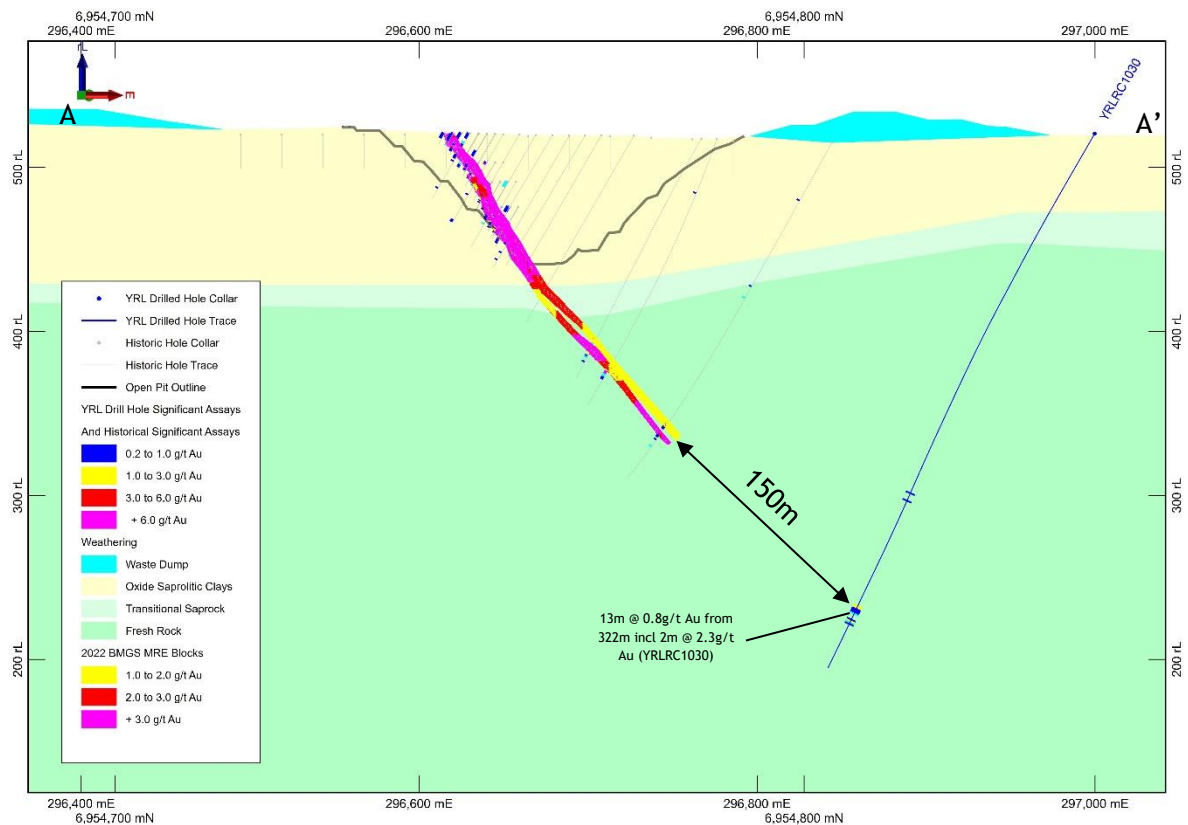 6,954,700 mN
6,954,800 mN
296,400 mE
296,600 mE
296,800 mE
297,000 mE
rL
E
A
A'
YRLRC1030
500 rL
500 rL
400 rL
400 rL
300 rL
300 rL
200 rL
200 rL
YRL Drilled Hole Collar
YRL Drilled Hole Trace
Historic Hole Collar
Historic Hole Trace
Open Pit Outline
YRL Drill Hole Significant Assays
And Historical Significant Assays
0.2 to 1.0 g/t Au
1.0 to 3.0 g/t Au
3.0 to 6.0 g/t Au
+ 6.0 g/t Au
Weathering
Waste Dump
Oxide Saprolitic Clays
Transitional Saprock
Fresh Rock
2022 BMGS MRE Blocks
1.0 to 2.0 g/t Au
2.0 to 3.0 g/t Au
+ 3.0 g/t Au
150m
13m @ 0.8g/t Au from
322m incl 2m @ 2.3g/t
Au (YRLRC1030)
296,400 mE
296,600 mE
296,800 mE
297,000 mE
6,954,700 mN
6,954,800 mN